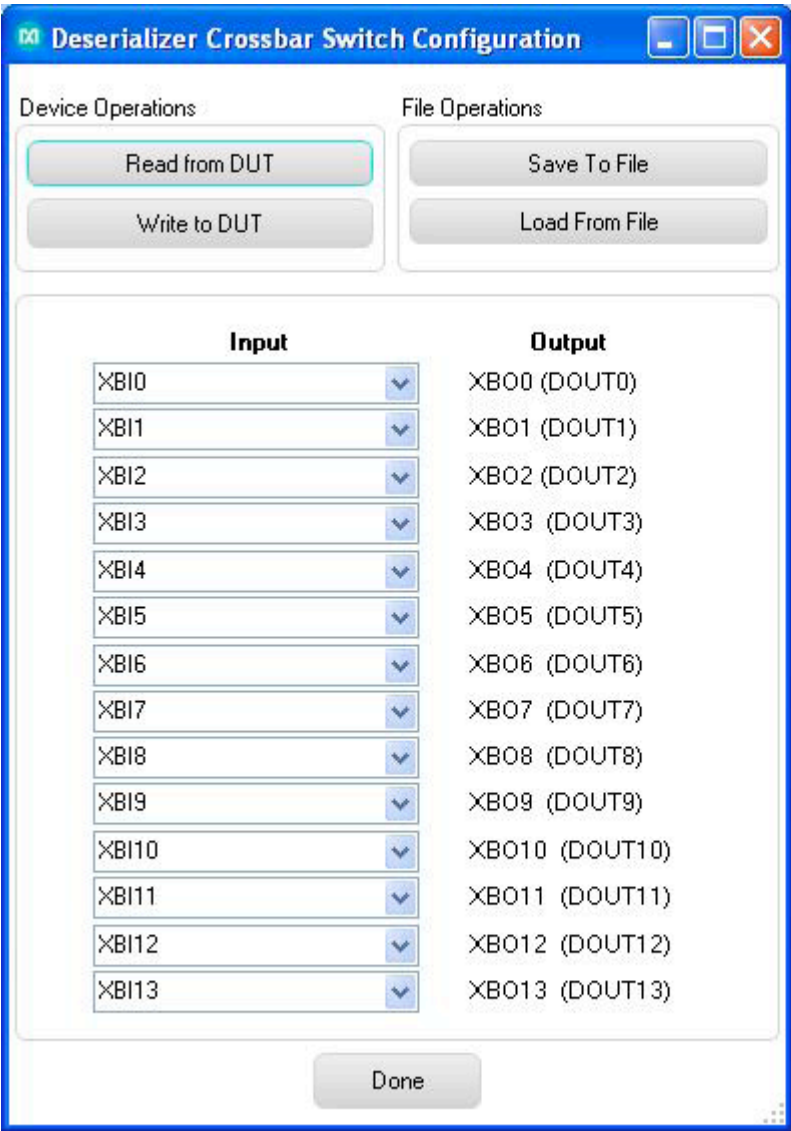 Deserializer Crossbar Switch Configuration
Device Operations
File Operations
Read from DUT
Save To File
Write to DUT
Load From File
Input Output
XBI0 XBO0 (DOUT0)
XBI1 XBO1 (DOUT1)
XBI2 XBO2 (DOUT2)
XBI3 XBO3 (DOUT3)
XBI4 XBO4 (DOUT4)
XBI5 XBO5 (DOUT5)
XBI6 XBO6 (DOUT6)
XBI7 XBO7 (DOUT7)
XBI8 XBO8 (DOUT8)
XBI9 XBO9 (DOUT9)
XBI10 XBO10 (DOUT10)
XBI11 XBO11 (DOUT11)
XBI12 XBO12 (DOUT12)
XBI13 XBO13 (DOUT13)
Done